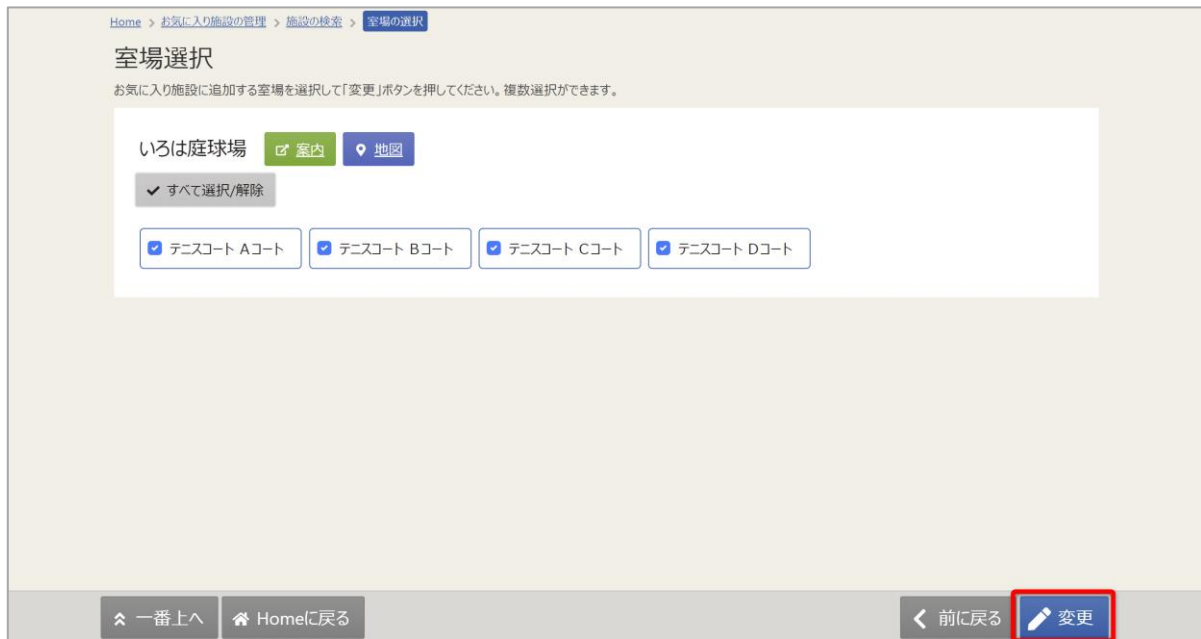 Home > お気に入り施設の管理 > 施設の検索 > 室場の選択
室場選択
お気に入り施設に追加する室場を選択して「変更」ボタンを押してください。複数選択ができます。
いろは庭球場 案内 地図
すべて選択/解除
テニスコート Aコート テニスコート Bコート テニスコート Cコート テニスコート Dコート
一番上へ Homeに戻る 前に戻る 変更